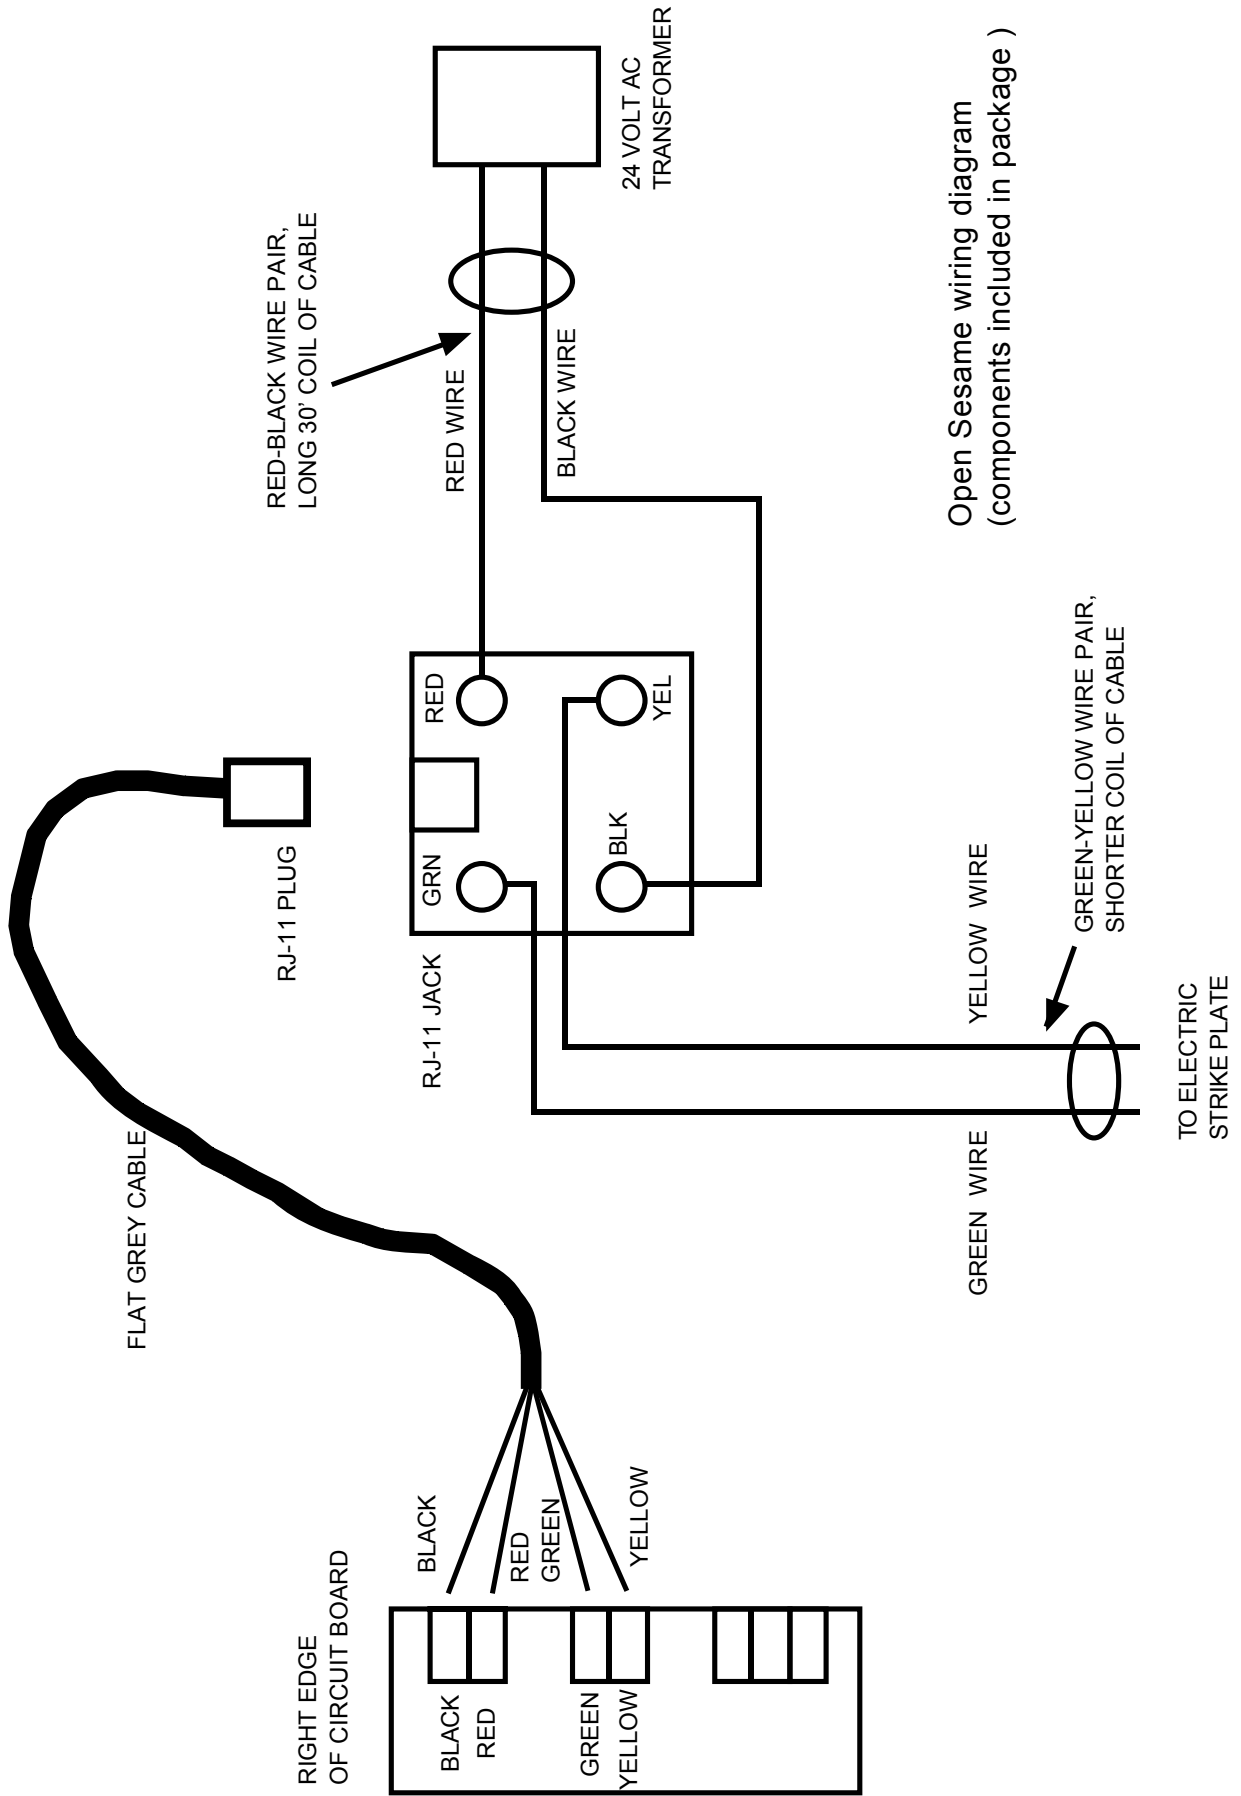 RIGHT EDGE
OF CIRCUIT BOARD
BLACK
RED
GREEN
YELLOW
BLACK
RED
GREEN
YELLOW
FLAT GREY CABLE
RJ-11 PLUG
RJ-11 JACK
GRN
RED
BLK
YEL
RED-BLACK WIRE PAIR,
LONG 30’ COIL OF CABLE
RED WIRE
BLACK WIRE
24 VOLT AC
TRANSFORMER
GREEN WIRE
YELLOW WIRE
GREEN-YELLOW WIRE PAIR,
SHORTER COIL OF CABLE
TO ELECTRIC
STRIKE PLATE
Open Sesame wiring diagram
(components included in package )